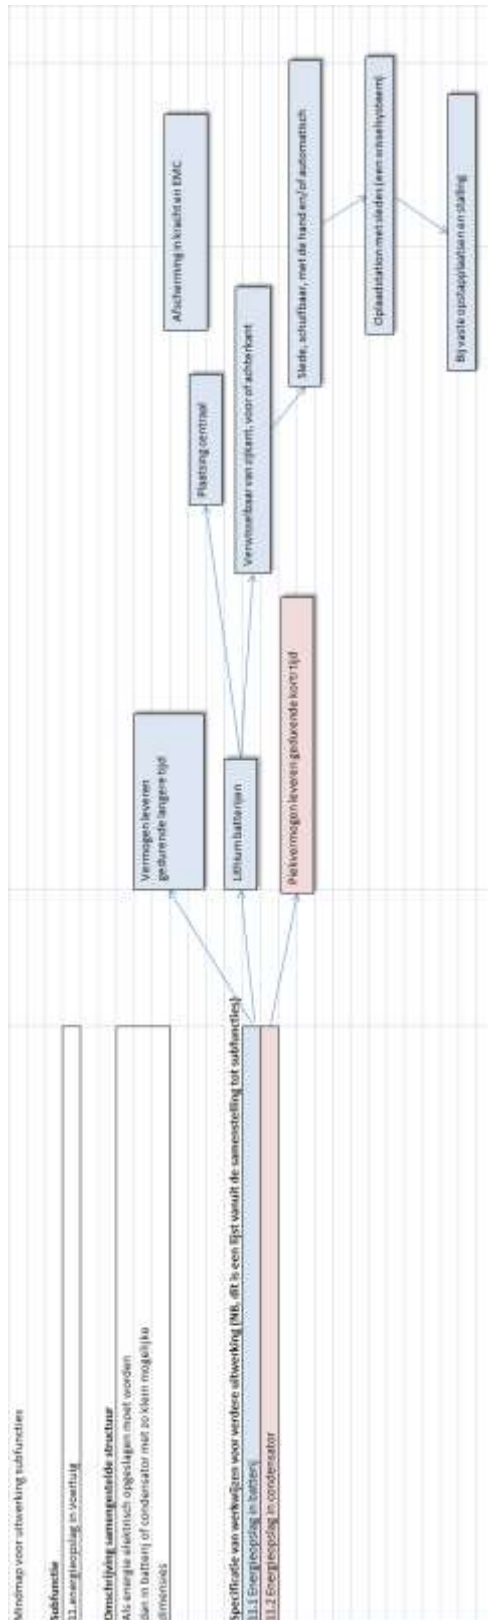 Mindmap voor uitwerking subfuncties
Subfunctie
11.energieopslag in voertuig
Omschrijving samengestelde structuur
Als energie elektrisch opgeslagen moet worden
dan in batterij of condensator met zo klein mogelijke
dimensies
Specificatie van werkwijzen voor verdere uitwerking (NB, dit is een lijst vanuit de samenstelling tot subfuncties)
11.1 Energieopslag in batterij
11.2 Energieopslag in condensator
Vermogen leveren
gedurende langere tijd
Lithium batterijen
Piekvermogen leveren gedurende korte tijd
Plaatsing centraal
Afscherming in kracht en EMC
Verwisselbaar van zijkant, voor of achterkant
Slede, schuifbaar, met de hand en/of automatisch
Oplaadstation met sledes (een wisselsysteem)
Bij vaste opstapplaatsen en stalling